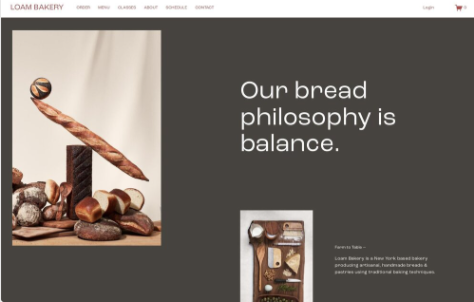 LOAM BAKERY ORDER MENU CLASSES ABOUT SCHEDULE CONTACT Login 0
Our bread
philosophy is
balance.
Farm to Table —
Loam Bakery is a New York based bakery
producing artisanal, handmade breads &
pastries using traditional baking techniques.